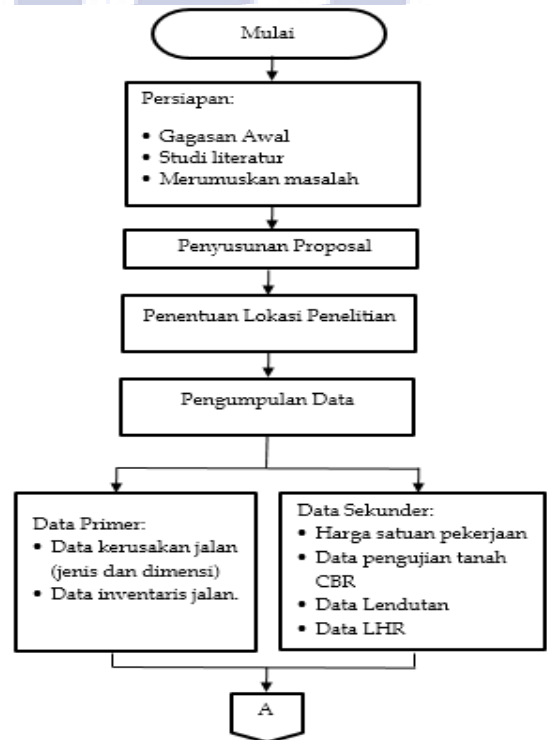 Mulai
Persiapan:
• Gagasan Awal
• Studi literatur
• Merumuskan masalah
Penyusunan Proposal
Penentuan Lokasi Penelitian
Pengumpulan Data
Data Primer:
• Data kerusakan jalan
(jenis dan dimensi)
• Data inventaris jalan.
Data Sekunder:
• Harga satuan pekerjaan
• Data pengujian tanah
CBR
• Data Lendutan
• Data LHR
A